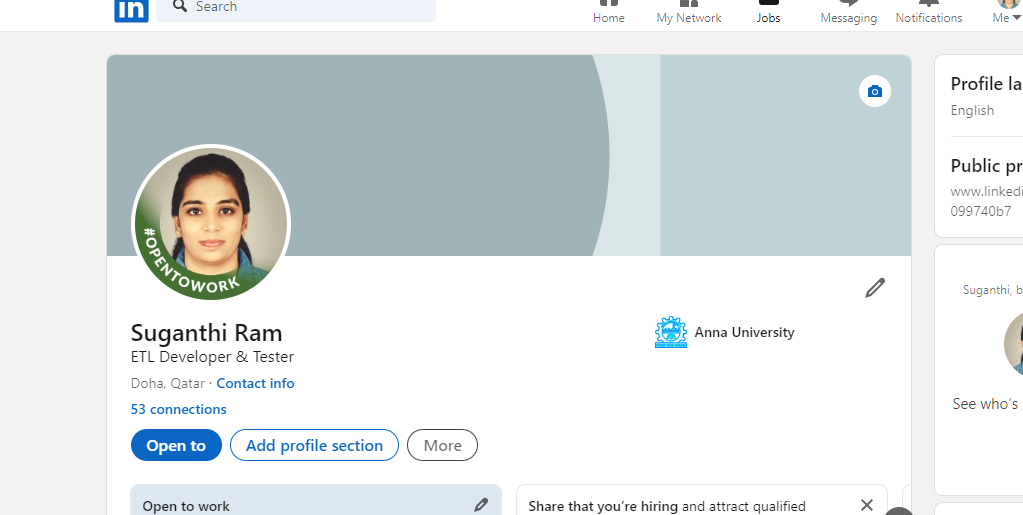 in
Search
Home
My Network
Jobs
Messaging
Notifications
Me
#OPENTOWORK
Suganthi Ram
ETL Developer & Tester
Doha, Qatar · Contact info
53 connections
Open to
Add profile section
More
Anna University
Open to work
Share that you're hiring and attract qualified
Profile la
English
Public pr
www.linkedi
099740b7
Suganthi, b
See who's